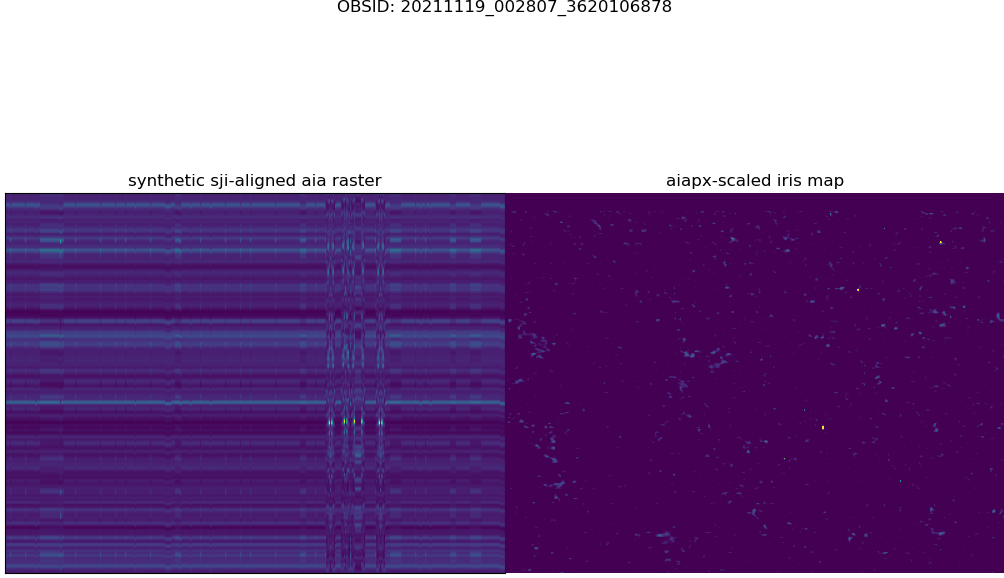 OBSID: 20211119_002807_3620106878
synthetic sji-aligned aia raster
aiapx-scaled iris map